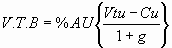 V.T.B = %AU{(Vtu − Cu)/(1 + g)}